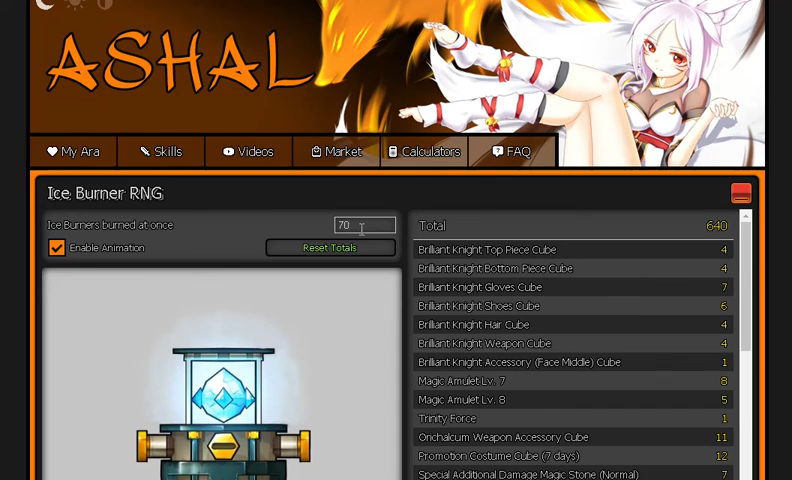 ASHAL
My Ara
Skills
Videos
Market
Calculators
FAQ
Ice Burner RNG
Ice Burners burned at once
70
Enable Animation
Reset Totals
Total 640
Brilliant Knight Top Piece Cube 4
Brilliant Knight Bottom Piece Cube 4
Brilliant Knight Gloves Cube 7
Brilliant Knight Shoes Cube 6
Brilliant Knight Hair Cube 4
Brilliant Knight Weapon Cube 4
Brilliant Knight Accessory (Face Middle) Cube 1
Magic Amulet Lv. 7 8
Magic Amulet Lv. 8 5
Trinity Force 1
Orichalcum Weapon Accessory Cube 11
Promotion Costume Cube (7 days) 12
Special Additional Damage Magic Stone (Normal) 7